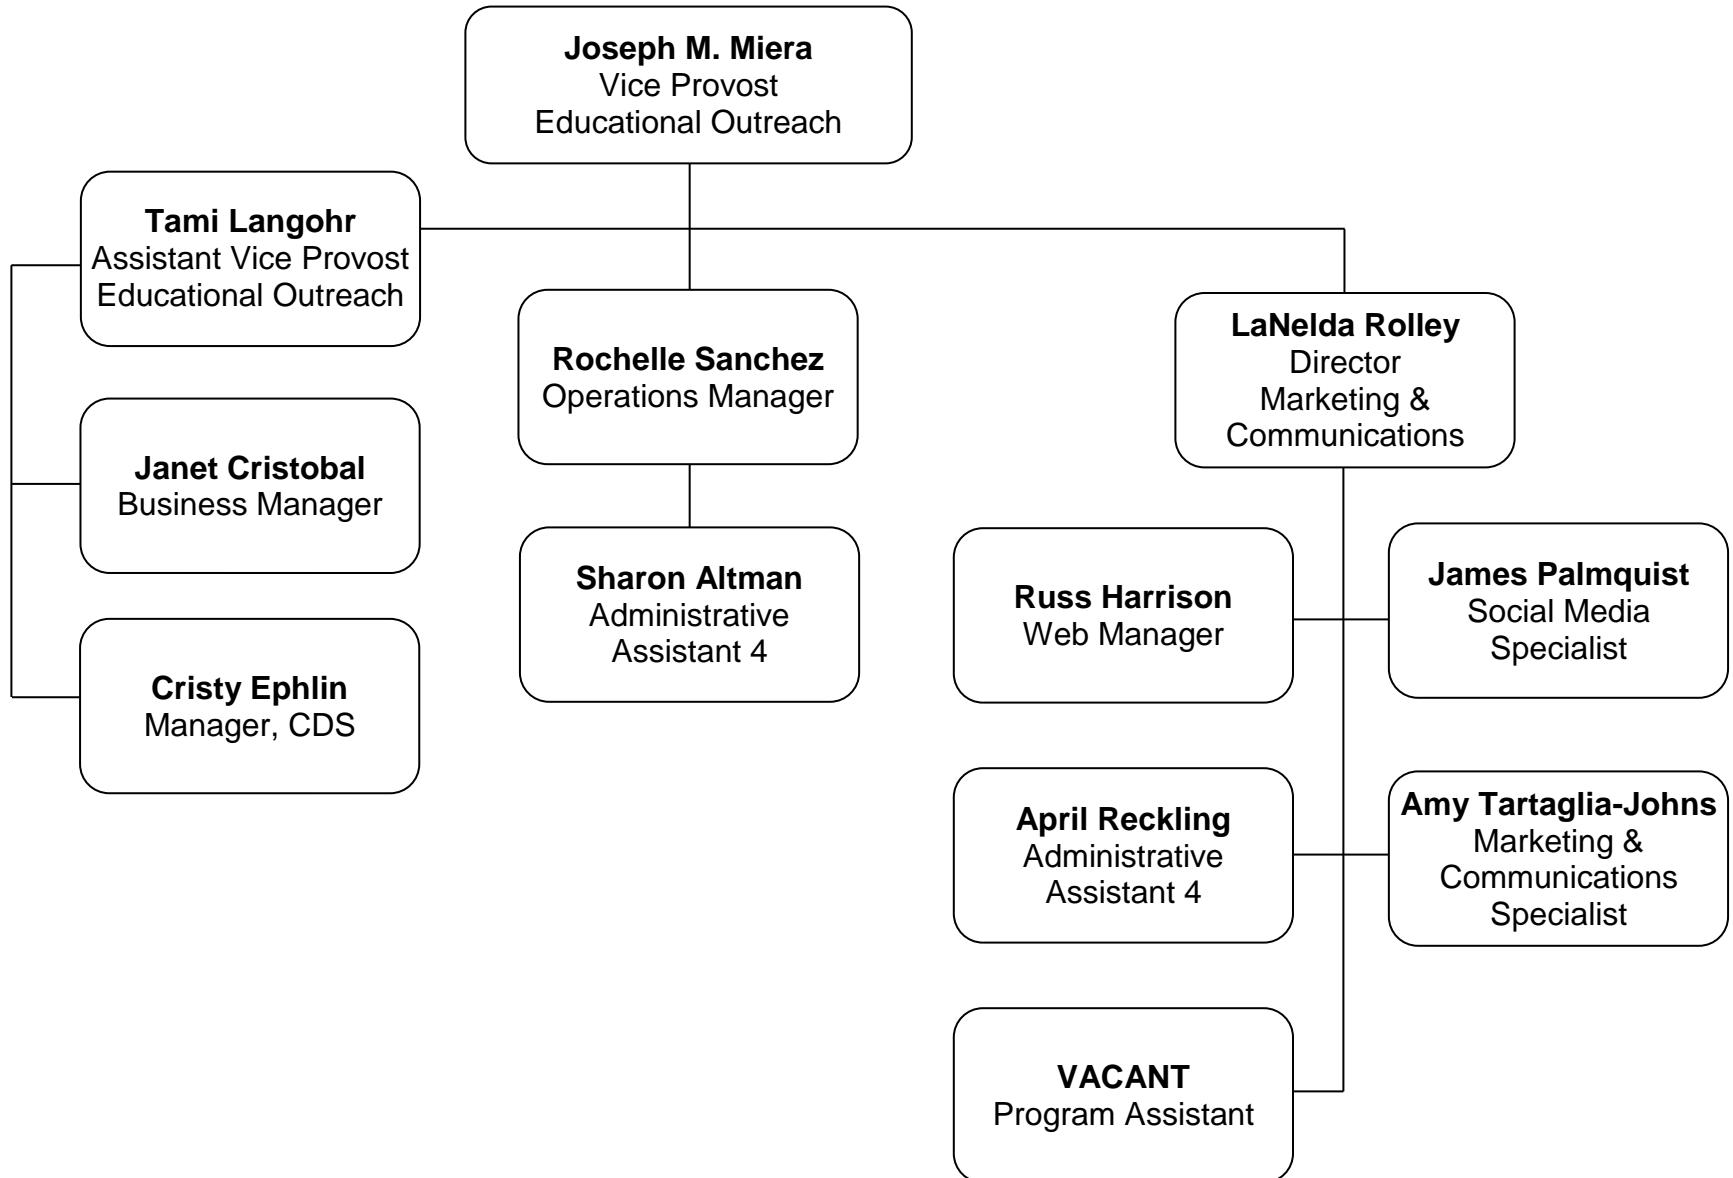 Joseph M. Miera
Vice Provost
Educational Outreach
Tami Langohr
Assistant Vice Provost
Educational Outreach
Rochelle Sanchez
Operations Manager
LaNelda Rolley
Director
Marketing &
Communications
Janet Cristobal
Business Manager
Sharon Altman
Administrative
Assistant 4
Russ Harrison
Web Manager
James Palmquist
Social Media
Specialist
Cristy Ephlin
Manager, CDS
April Reckling
Administrative
Assistant 4
Amy Tartaglia-Johns
Marketing &
Communications
Specialist
VACANT
Program Assistant